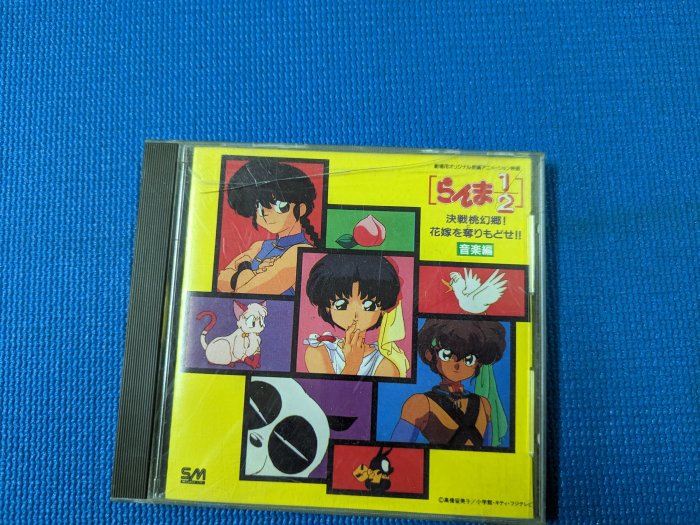 劇場用オリジナル長編アニメーション映画
[らんま1/2]
決戦桃幻郷!
花嫁を奪りもどせ!!
音楽編
SM
©高橋留美子／小学館・キティ・フジテレビ